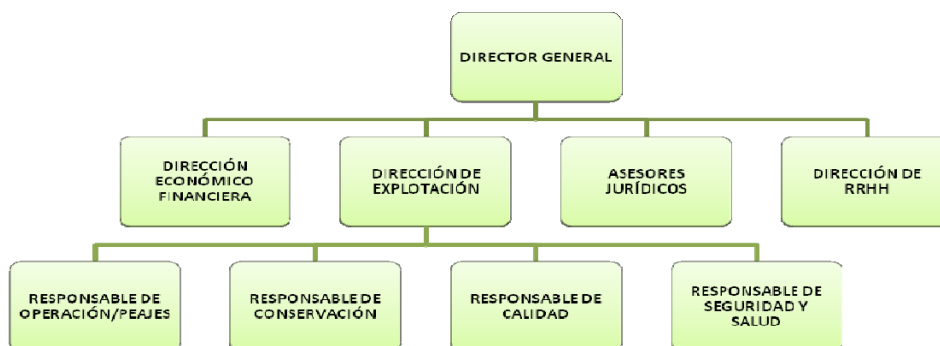 DIRECTOR GENERAL
DIRECCIÓN
ECONÓMICO
FINANCIERA
DIRECCIÓN DE
EXPLOTACIÓN
ASESORES
JURÍDICOS
DIRECCIÓN DE
RRHH
RESPONSABLE DE
OPERACIÓN/PEAJES
RESPONSABLE DE
CONSERVACIÓN
RESPONSABLE DE
CALIDAD
RESPONSABLE DE
SEGURIDAD Y
SALUD